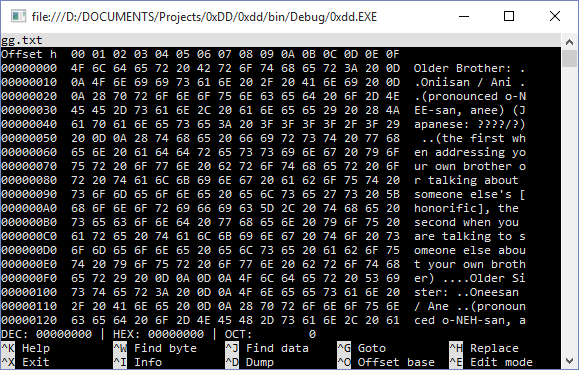 file:///D:/DOCUMENTS/Projects/0xDD/0xdd/bin/Debug/0xdd.EXE
gg.txt
Offset h  00 01 02 03 04 05 06 07 08 09 0A 0B 0C 0D 0E 0F
00000000  4F 6C 64 65 72 20 42 72 6F 74 68 65 72 3A 20 0D  Older Brother: .
00000010  0A 4F 6E 69 69 73 61 6E 20 2F 20 41 6E 69 20 0D  .Oniisan / Ani .
00000020  0A 28 70 72 6F 6E 6F 75 6E 63 65 64 20 6F 2D 4E  .(pronounced o-N
00000030  45 45 2D 73 61 6E 2C 20 61 6E 65 65 29 20 28 4A  EE-san, anee) (J
00000040  61 70 61 6E 65 73 65 3A 20 3F 3F 3F 3F 2F 3F 29  apanese: ????/?)
00000050  20 0D 0A 28 74 68 65 20 66 69 72 73 74 20 77 68   ..(the first wh
00000060  65 6E 20 61 64 64 72 65 73 73 69 6E 67 20 79 6F  en addressing yo
00000070  75 72 20 6F 77 6E 20 62 72 6F 74 68 65 72 20 6F  ur own brother o
00000080  72 20 74 61 6C 6B 69 6E 67 20 61 62 6F 75 74 20  r talking about 
00000090  73 6F 6D 65 6F 6E 65 20 65 6C 73 65 27 73 20 5B  someone else's [
000000A0  68 6F 6E 6F 72 69 66 69 63 5D 2C 20 74 68 65 20  honorific], the 
000000B0  73 65 63 6F 6E 64 20 77 68 65 6E 20 79 6F 75 20  second when you 
000000C0  61 72 65 20 74 61 6C 6B 69 6E 67 20 74 6F 20 73  are talking to s
000000D0  6F 6D 65 6F 6E 65 20 65 6C 73 65 20 61 62 6F 75  omeone else abou
000000E0  74 20 79 6F 75 72 20 6F 77 6E 20 62 72 6F 74 68  t your own broth
000000F0  65 72 29 20 0D 0A 0D 0A 4F 6C 64 65 72 20 53 69  er) ....Older Si
00000100  73 74 65 72 3A 20 0D 0A 4F 6E 65 65 73 61 6E 20  ster: ..Oneesan 
00000110  2F 20 41 6E 65 20 0D 0A 28 70 72 6F 6E 6F 75 6E  / Ane ..(pronoun
00000120  63 65 64 20 6F 2D 4E 45 48 2D 73 61 6E 2C 20 61  ced o-NEH-san, a
DEC: 00000000 | HEX: 00000000 | OCT:        0
^K Help  ^W Find byte  ^J Find data  ^G Goto  ^H Replace
^X Exit  ^I Info  ^D Dump  ^O Offset base  ^E Edit mode